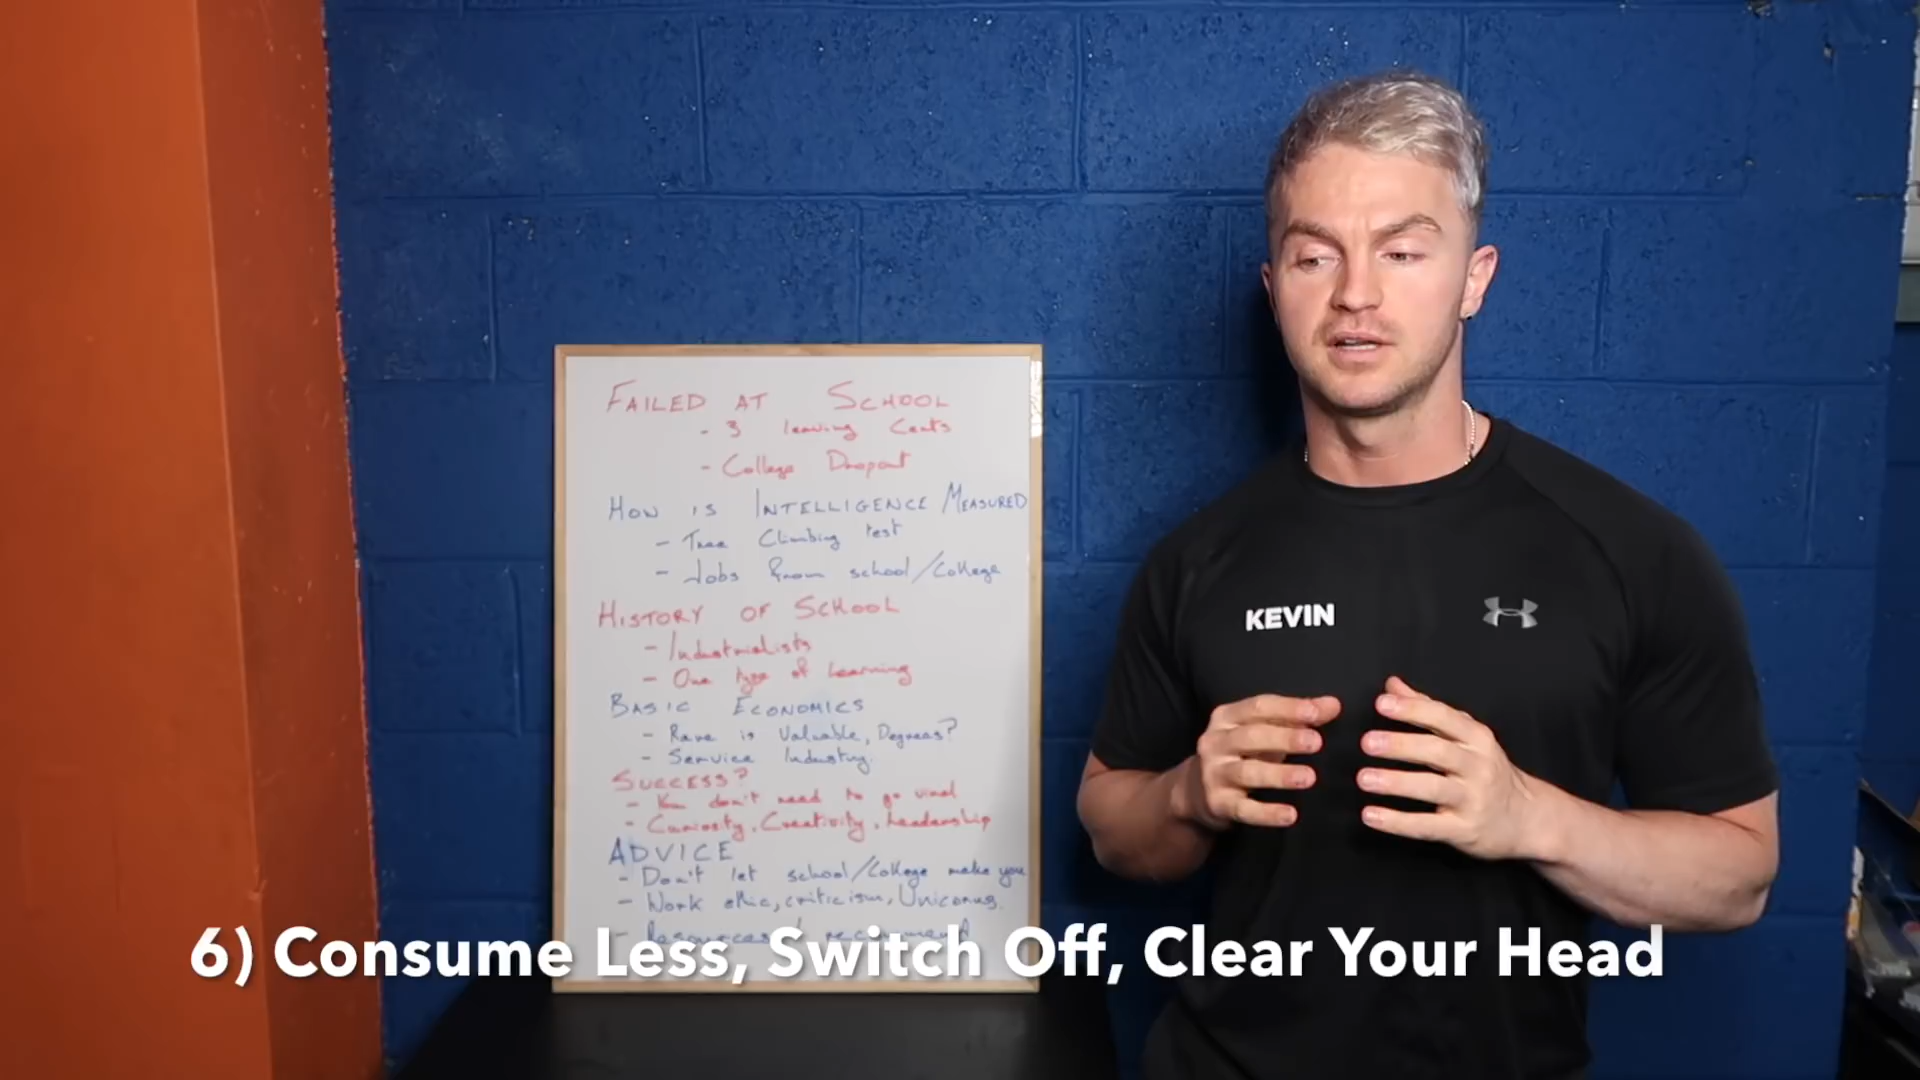 FAILED AT SCHOOL
- 3 leaving Certs
- College Dropout
HOW IS INTELLIGENCE MEASURED
- Tree Climbing test
- Jobs from school/College
HISTORY OF SCHOOL
- Industrialists
- One type of learning
BASIC ECONOMICS
- Rare is Valuable, Degrees?
- Service Industry.
SUCCESS?
- You don't need to go viral
- Curiosity, Creativity, Leadership
ADVICE
- Don't let school/College make you
- Work ethic, criticism, Unicorns.
- Resources I recommend
6) Consume Less, Switch Off, Clear Your Head
KEVIN